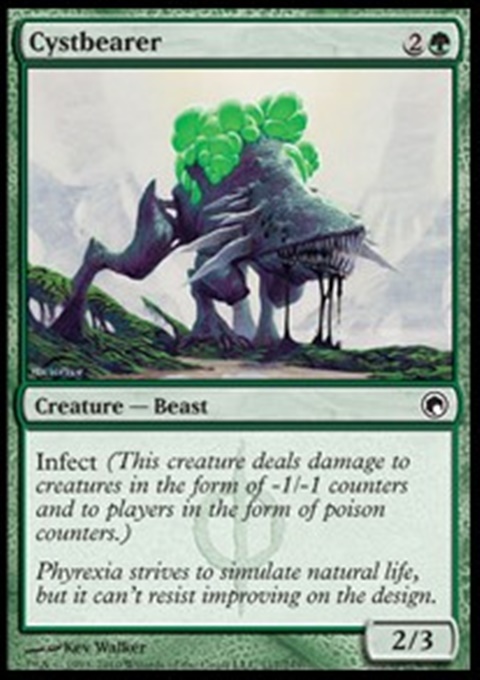 Cystbearer 2
Creature — Beast
Infect (This creature deals damage to
creatures in the form of -1/-1 counters
and to players in the form of poison
counters.)
Phyrexia strives to simulate natural life,
but it can't resist improving on the design.
Kev Walker
2/3